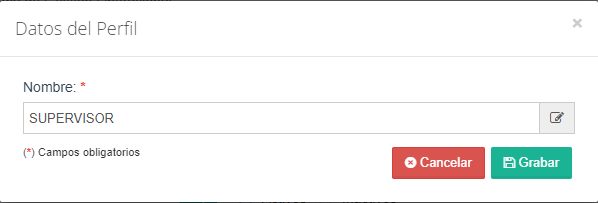 Datos del Perfil
×
Nombre: *
SUPERVISOR
(*) Campos obligatorios
Cancelar
Grabar